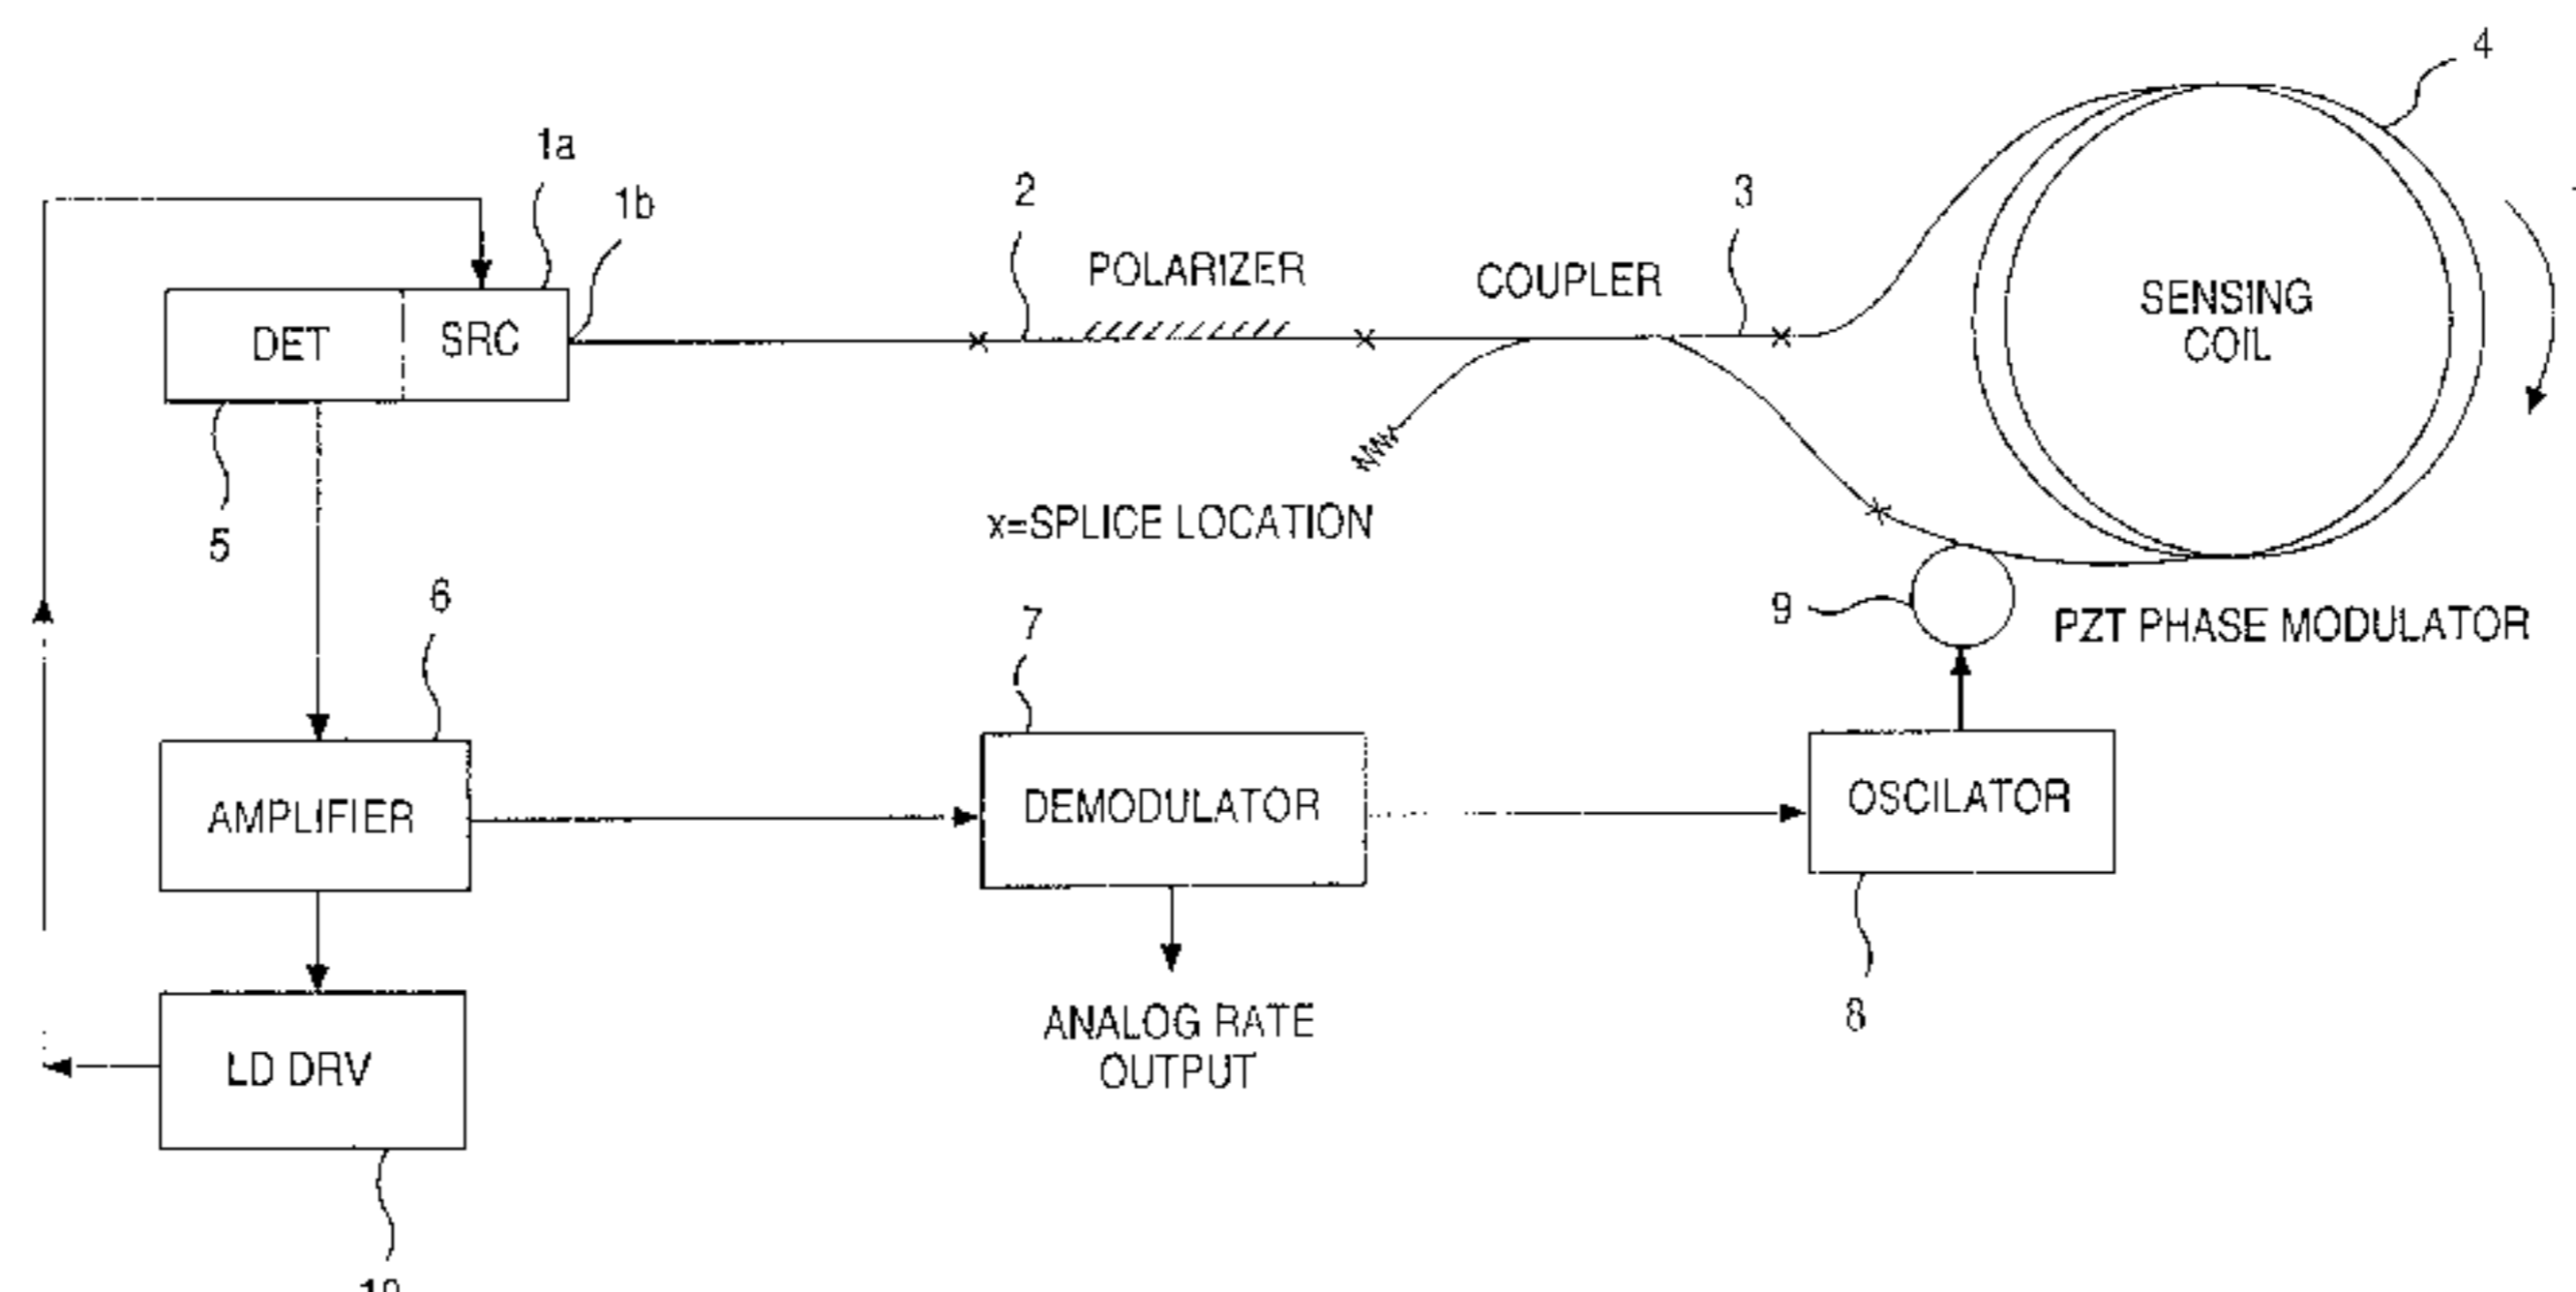 4
1a
1b
2
3
POLARIZER
COUPLER
SENSING
COIL
DET
SRC
x=SPLICE LOCATION
5
6
7
9
PZT PHASE MODULATOR
AMPLIFIER
DEMODULATOR
OSCILATOR
8
ANALOG RATE
OUTPUT
LD DRV
10